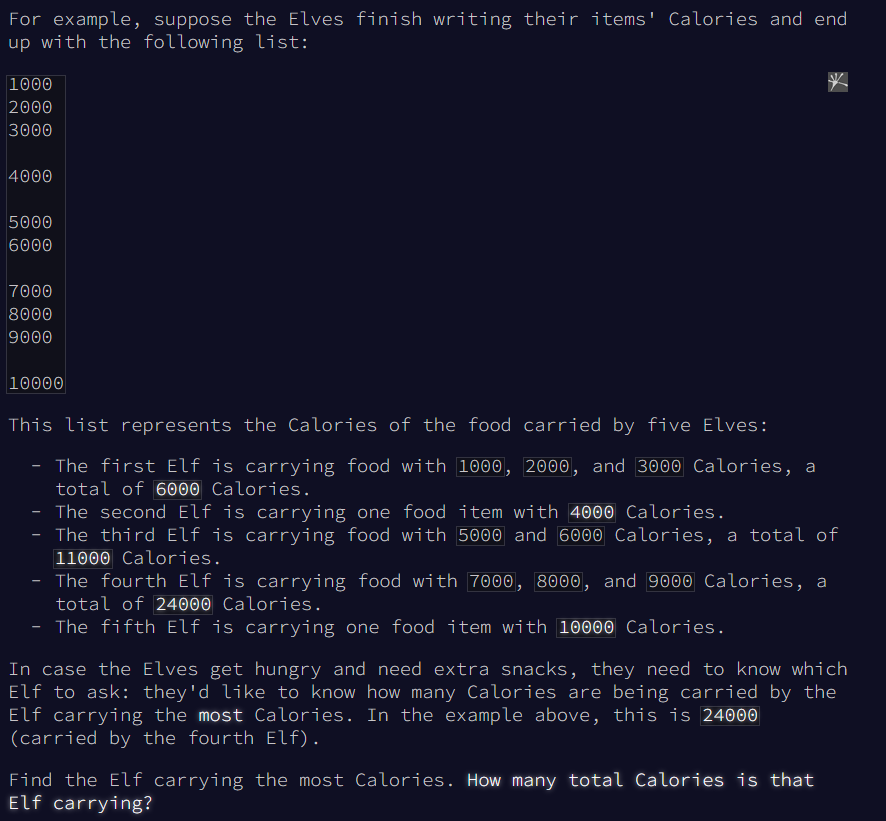 For example, suppose the Elves finish writing their items' Calories and end
up with the following list:
1000
2000
3000
4000
5000
6000
7000
8000
9000
10000
This list represents the Calories of the food carried by five Elves:
- The first Elf is carrying food with 1000, 2000, and 3000 Calories, a
total of 6000 Calories.
- The second Elf is carrying one food item with 4000 Calories.
- The third Elf is carrying food with 5000 and 6000 Calories, a total of
11000 Calories.
- The fourth Elf is carrying food with 7000, 8000, and 9000 Calories, a
total of 24000 Calories.
- The fifth Elf is carrying one food item with 10000 Calories.
In case the Elves get hungry and need extra snacks, they need to know which
Elf to ask: they'd like to know how many Calories are being carried by the
Elf carrying the most Calories. In the example above, this is 24000
(carried by the fourth Elf).
Find the Elf carrying the most Calories. How many total Calories is that
Elf carrying?